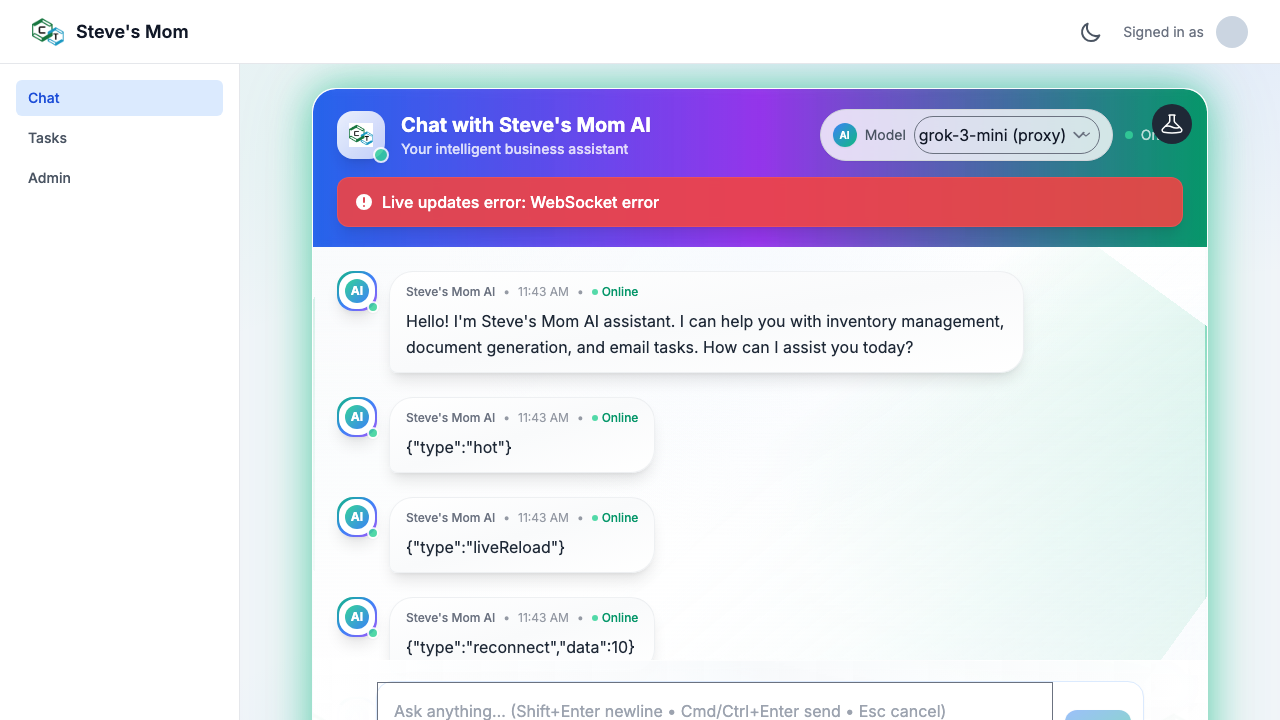 Steve's Mom
Signed in as
Chat
Tasks
Admin
Chat with Steve's Mom AI
Your intelligent business assistant
AI Model grok-3-mini (proxy)
Live updates error: WebSocket error
AI
Steve's Mom AI • 11:43 AM • Online
Hello! I'm Steve's Mom AI assistant. I can help you with inventory management,
document generation, and email tasks. How can I assist you today?
AI
Steve's Mom AI • 11:43 AM • Online
{"type":"hot"}
AI
Steve's Mom AI • 11:43 AM • Online
{"type":"liveReload"}
AI
Steve's Mom AI • 11:43 AM • Online
{"type":"reconnect","data":10}
Ask anything... (Shift+Enter newline • Cmd/Ctrl+Enter send • Esc cancel)